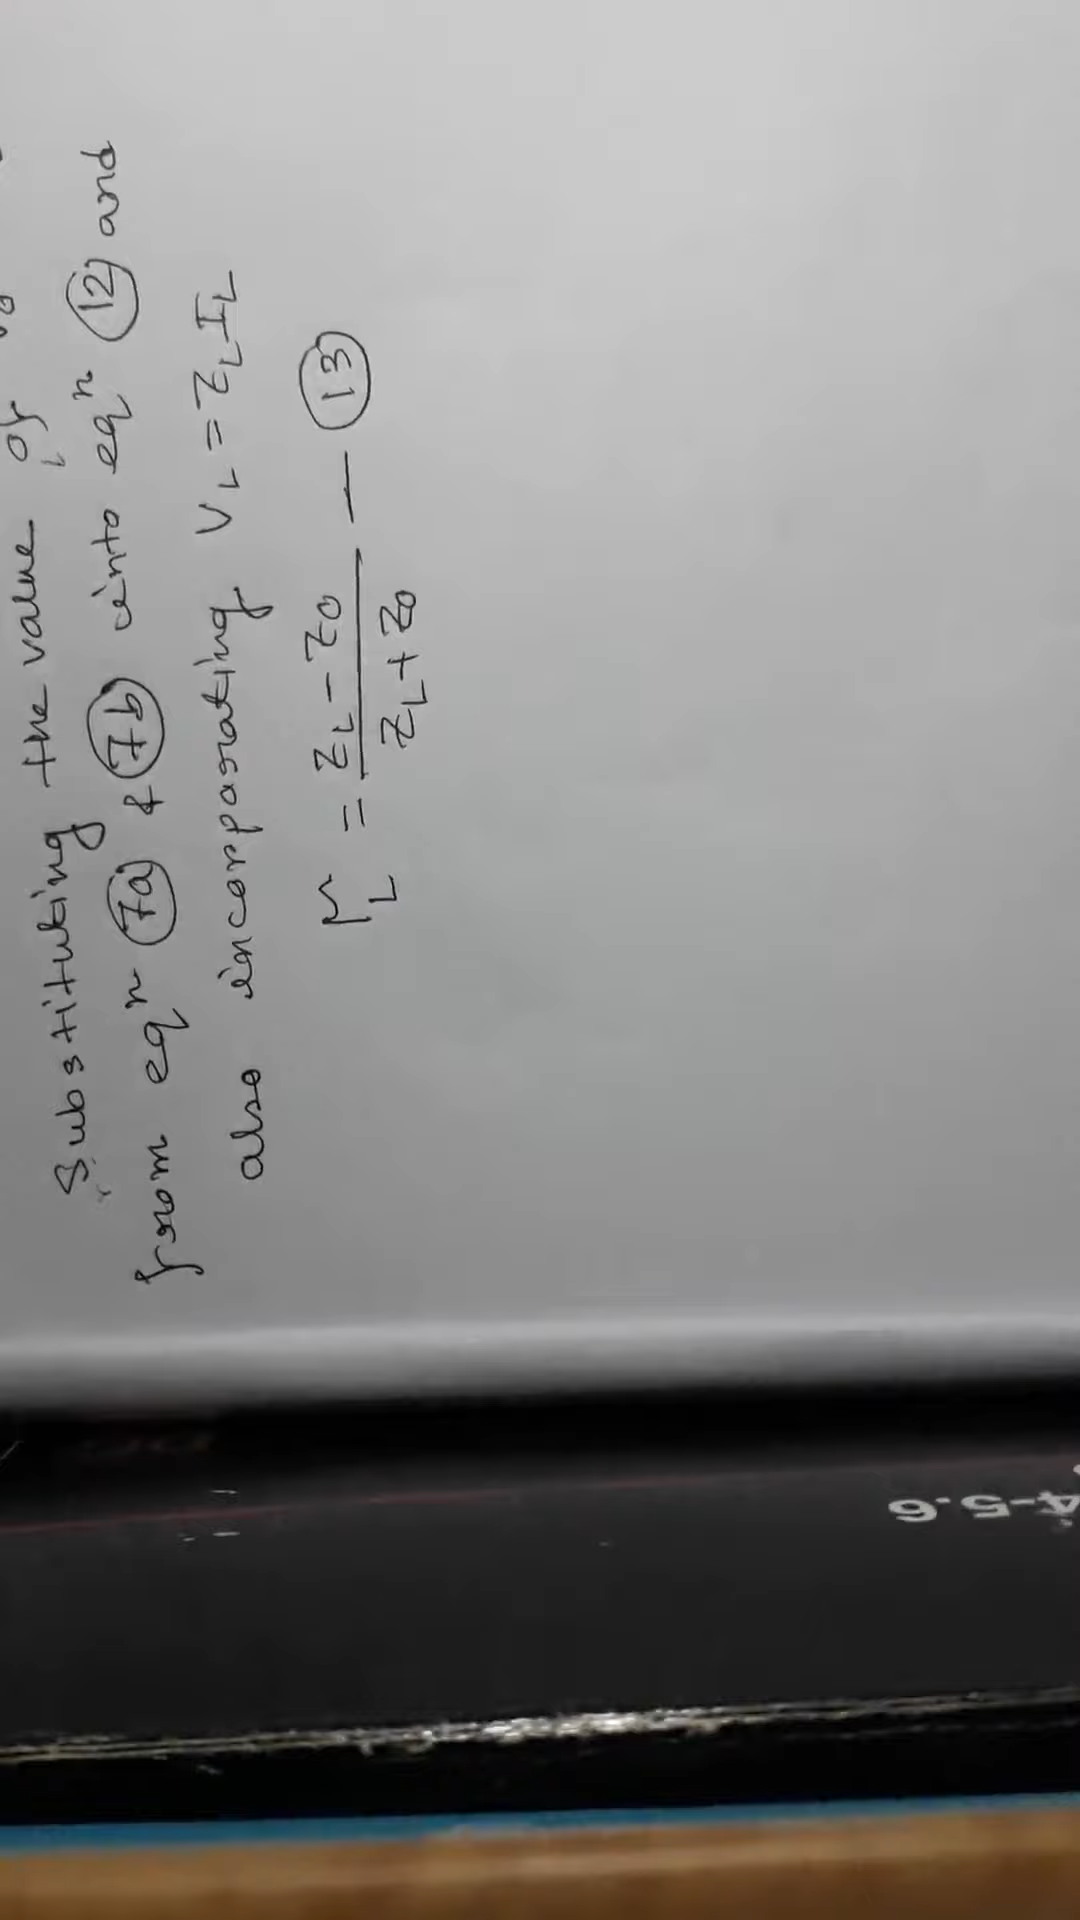 Substituting the value of
from eqn 7a & 7b into eqn 12 and
also incorporating VL = ZL IL
ΓL = ZL - Z0 / ZL + Z0 — 13
4-5.6